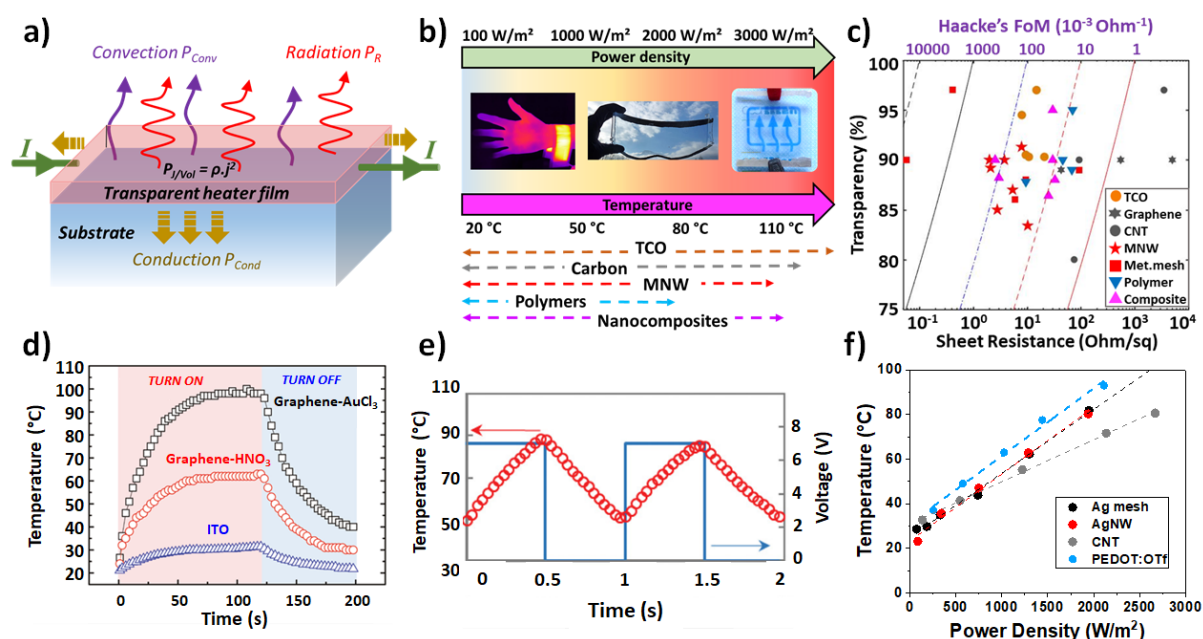 a)
Convection P_Conv
Radiation P_R
I
I
P_J/Vol = ρ.j²
Transparent heater film
Substrate
Conduction P_Cond
b)
100 W/m² 1000 W/m² 2000 W/m² 3000 W/m²
Power density
Temperature
20 °C 50 °C 80 °C 110 °C
TCO
Carbon
MNW
Polymers
Nanocomposites
c)
Haacke's FoM (10⁻³ Ohm⁻¹)
10000 1000 100 10 1
Transparency (%)
100
95
90
85
80
75
TCO
Graphene
CNT
MNW
Met.mesh
Polymer
Composite
10⁻¹ 10⁰ 10¹ 10² 10³ 10⁴
Sheet Resistance (Ohm/sq)
d)
Temperature (°C)
110
100
90
80
70
60
50
40
30
20
TURN ON
TURN OFF
Graphene-AuCl₃
Graphene-HNO₃
ITO
0 50 100 150 200
Time (s)
e)
Temperature (°C)
110
90
70
50
30
Voltage (V)
8
6
4
2
0
0 0.5 1 1.5 2
Time (s)
f)
Temperature (°C)
100
80
60
40
20
0
Ag mesh
AgNW
CNT
PEDOT:OTf
0 500 1000 1500 2000 2500 3000
Power Density (W/m²)